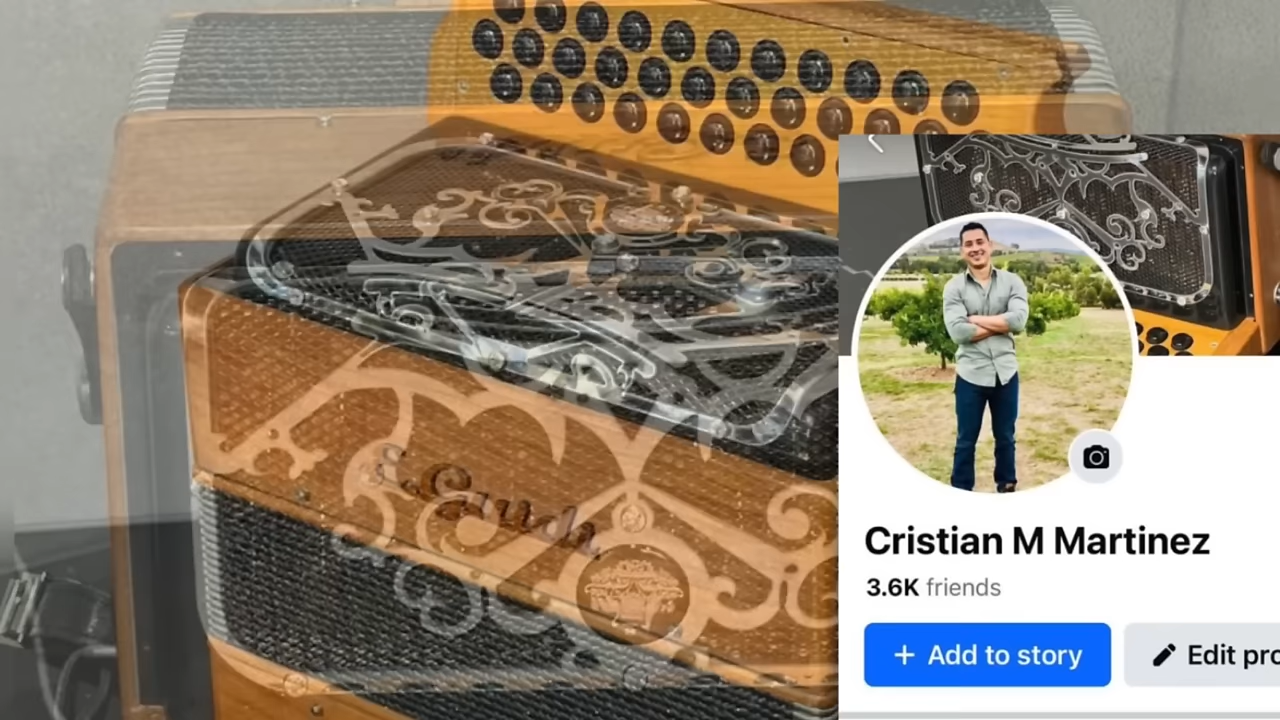 Cristian M Martinez
3.6K friends
+ Add to story
Edit pro